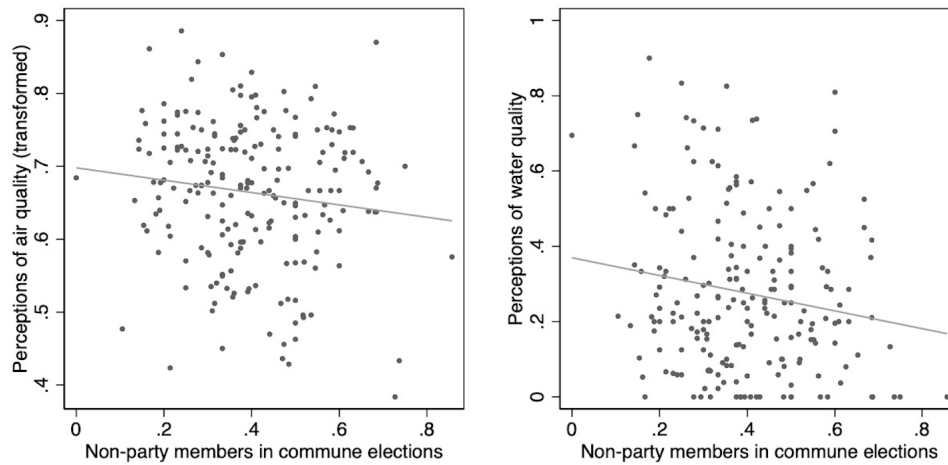 Perceptions of air quality (transformed)
.9
.8
.7
.6
.5
.4
0 .2 .4 .6 .8
Non-party members in commune elections
Perceptions of water quality
1
.8
.6
.4
.2
0
0 .2 .4 .6 .8
Non-party members in commune elections